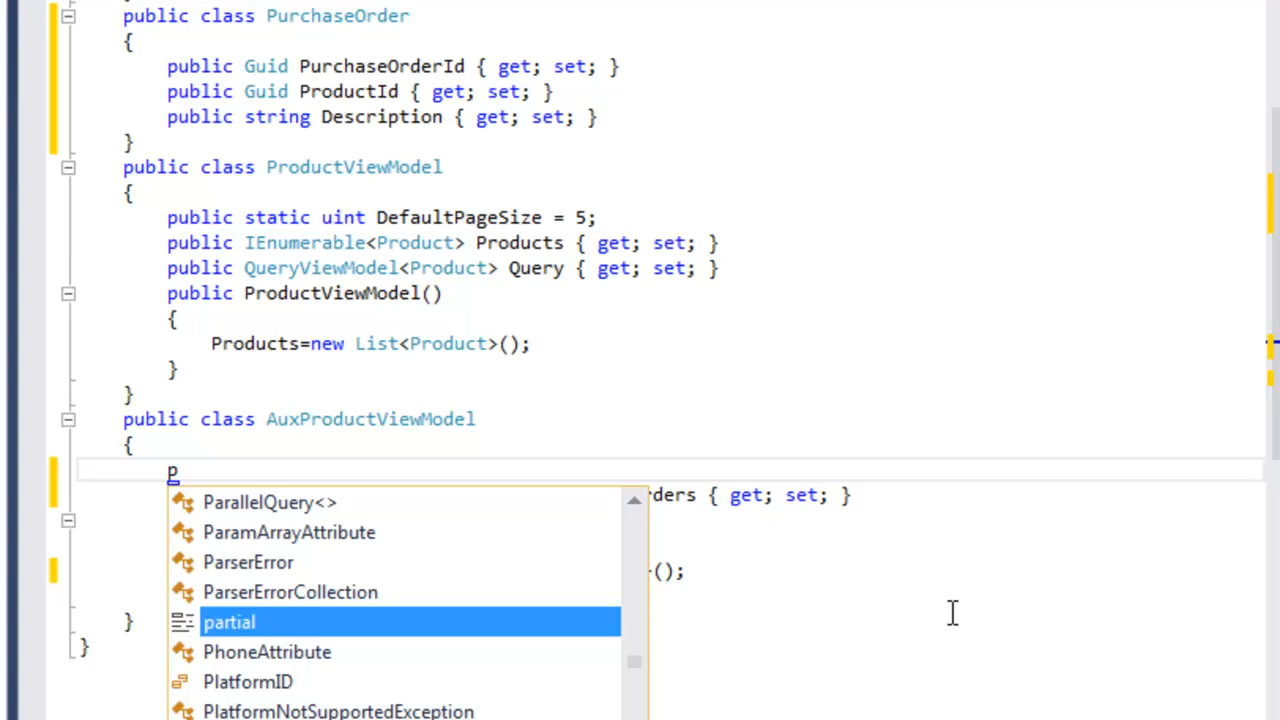 public class PurchaseOrder
{
public Guid PurchaseOrderId { get; set; }
public Guid ProductId { get; set; }
public string Description { get; set; }
}
public class ProductViewModel
{
public static uint DefaultPageSize = 5;
public IEnumerable<Product> Products { get; set; }
public QueryViewModel<Product> Query { get; set; }
public ProductViewModel()
{
Products=new List<Product>();
}
}
public class AuxProductViewModel
{
p
rders { get; set; }
>();
}
}
ParallelQuery<>
ParamArrayAttribute
ParserError
ParserErrorCollection
partial
PhoneAttribute
PlatformID
PlatformNotSupportedException